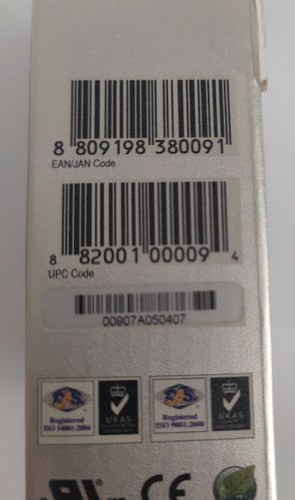 8 809198 380091
EAN/JAN Code
8 82001 00009 4
UPC Code
00907A050407
UKAS
UKAS
Registered
ISO 14001:2004
Registered
ISO 9001:2000
CE